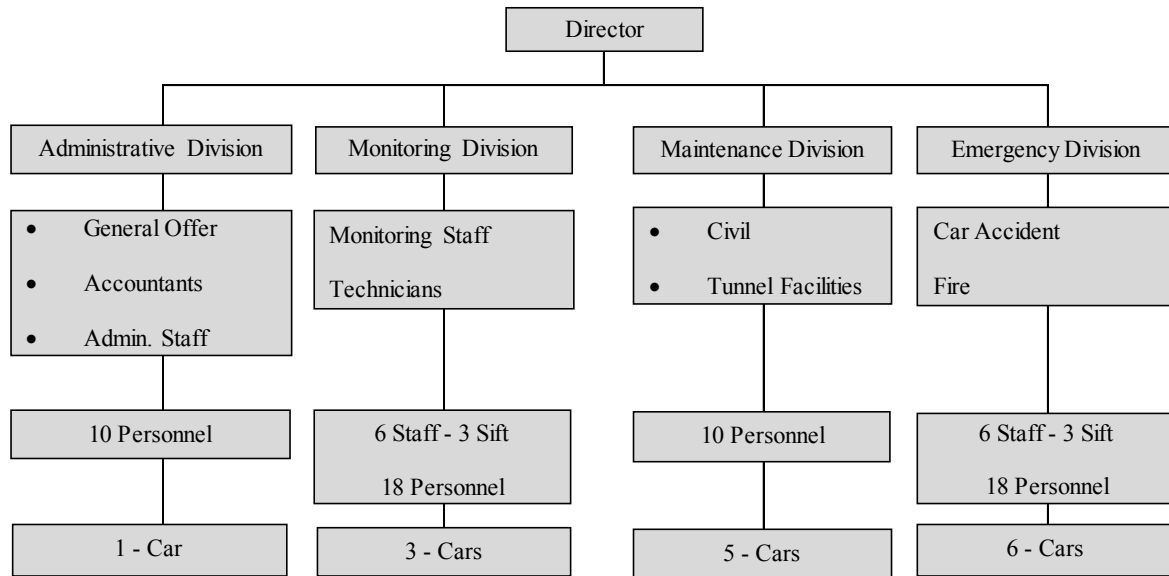 Director
Administrative Division
Monitoring Division
Maintenance Division
Emergency Division
• General Offer
• Accountants
• Admin. Staff
Monitoring Staff
Technicians
• Civil
• Tunnel Facilities
Car Accident
Fire
10 Personnel
6 Staff - 3 Sift
18 Personnel
10 Personnel
6 Staff - 3 Sift
18 Personnel
1 - Car
3 - Cars
5 - Cars
6 - Cars